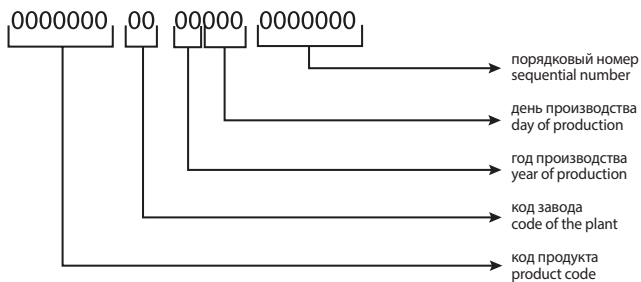 0000000 00 00000 0000000
порядковый номер
sequential number
день производства
day of production
год производства
year of production
код завода
code of the plant
код продукта
product code